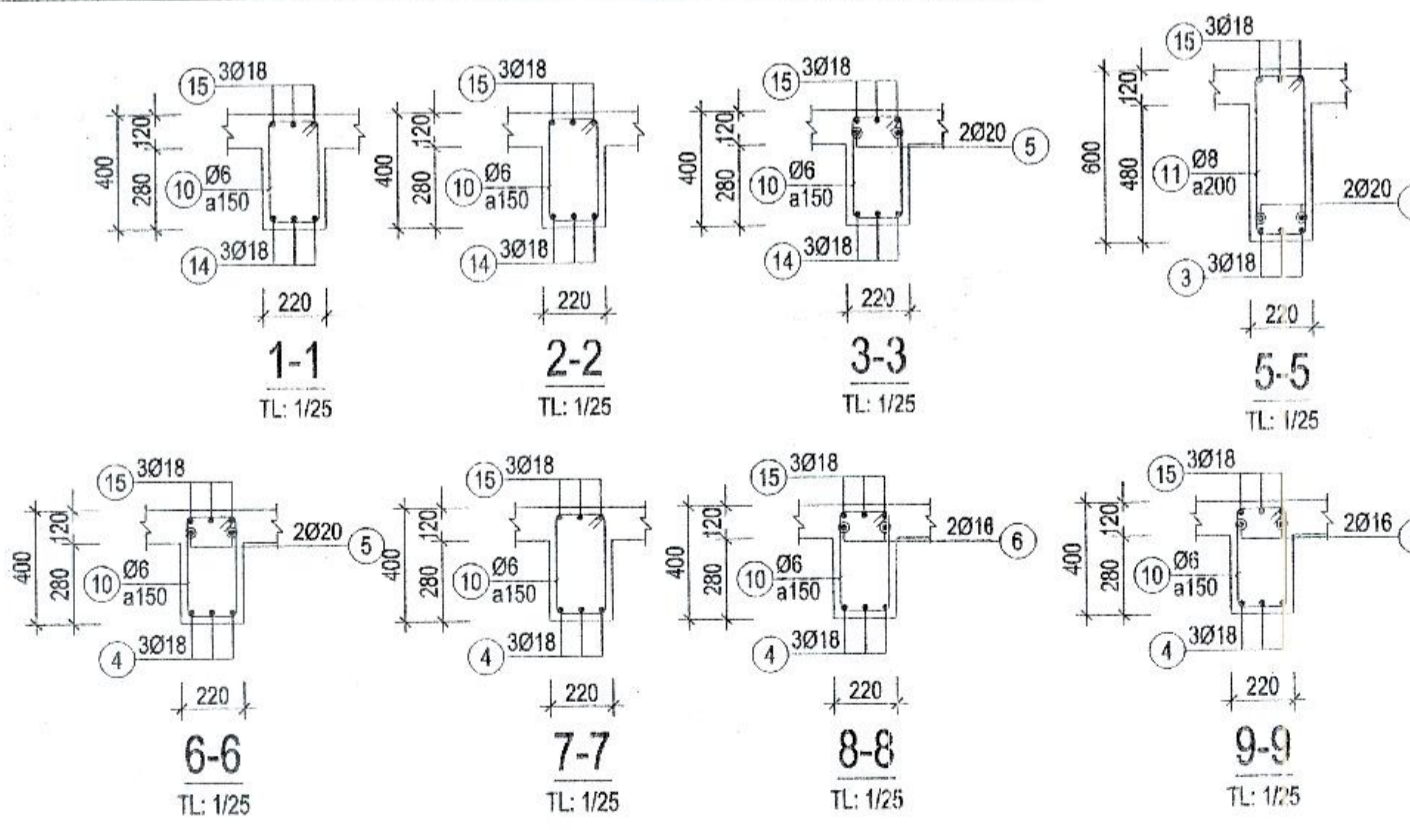 15 3Ø18
400
120
280
10 Ø6
a150
14 3Ø18
220
1-1
TL: 1/25
15 3Ø18
400
120
280
10 Ø6
a150
14 3Ø18
220
2-2
TL: 1/25
15 3Ø18
400
120
280
2Ø20 5
10 Ø6
a150
14 3Ø18
220
3-3
TL: 1/25
15 3Ø18
600
120
480
11 Ø8
a200
2Ø20
3 3Ø18
220
5-5
TL: 1/25
15 3Ø18
400
120
280
2Ø20 5
10 Ø6
a150
4 3Ø18
220
6-6
TL: 1/25
15 3Ø18
400
120
280
10 Ø6
a150
4 3Ø18
220
7-7
TL: 1/25
15 3Ø18
400
120
280
2Ø16 6
10 Ø6
a150
4 3Ø18
220
8-8
TL: 1/25
15 3Ø18
400
120
280
2Ø16
10 Ø6
a150
4 3Ø18
220
9-9
TL: 1/25